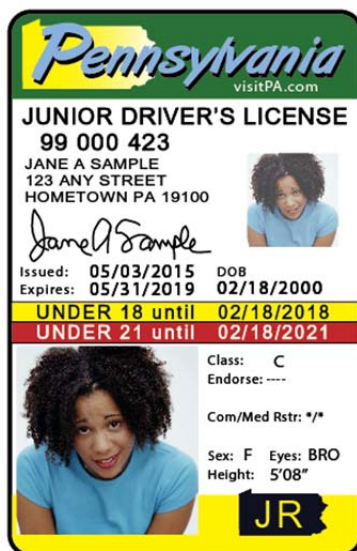 Pennsylvania
visitPA.com
JUNIOR DRIVER'S LICENSE
99 000 423
JANE A SAMPLE
123 ANY STREET
HOMETOWN PA 19100
Jane A Sample
Issued: 05/03/2015 DOB
Expires: 05/31/2019 02/18/2000
UNDER 18 until 02/18/2018
UNDER 21 until 02/18/2021
Class: C
Endorse: ----
Com/Med Rstr: */*
Sex: F Eyes: BRO
Height: 5'08"
JR